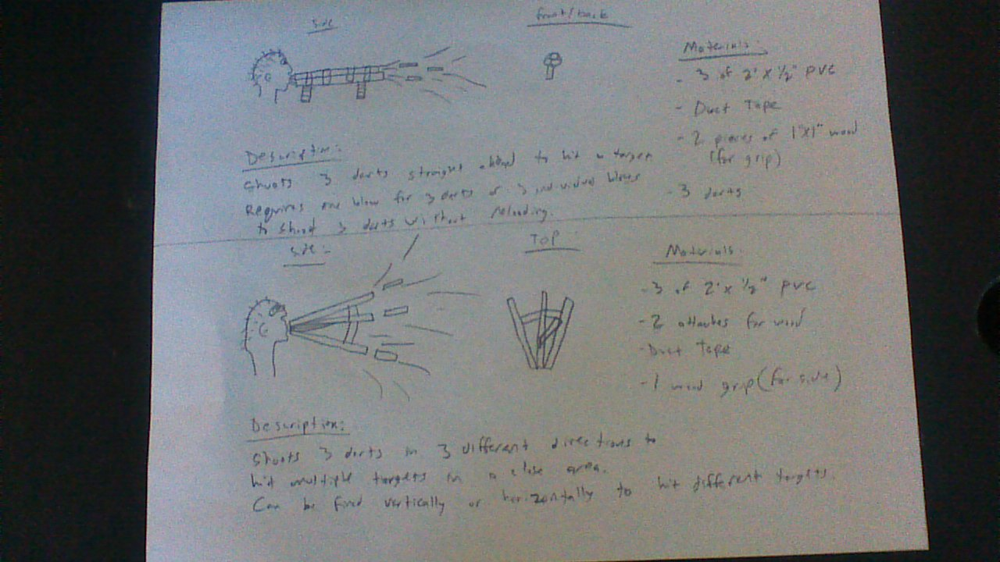 side
front/back
Materials:
- 3 of 2' x 1/2" PVC
- Duct Tape
- 2 pieces of 1"x1" wood
(for grip)
- 3 darts
Description:
Shoots 3 darts straight ahead to hit a target
Requires one blow for 3 darts or 3 individual blows
to shoot 3 darts without reloading.
Side:
TOP
Materials
- 3 of 2' x 1/2" PVC
- 2 attaches for wood
- Duct Tape
- 1 wood grip (for side)
Description:
Shoots 3 darts in 3 different directions to
hit multiple targets in a close area.
Can be fired vertically or horizontally to hit different targets.